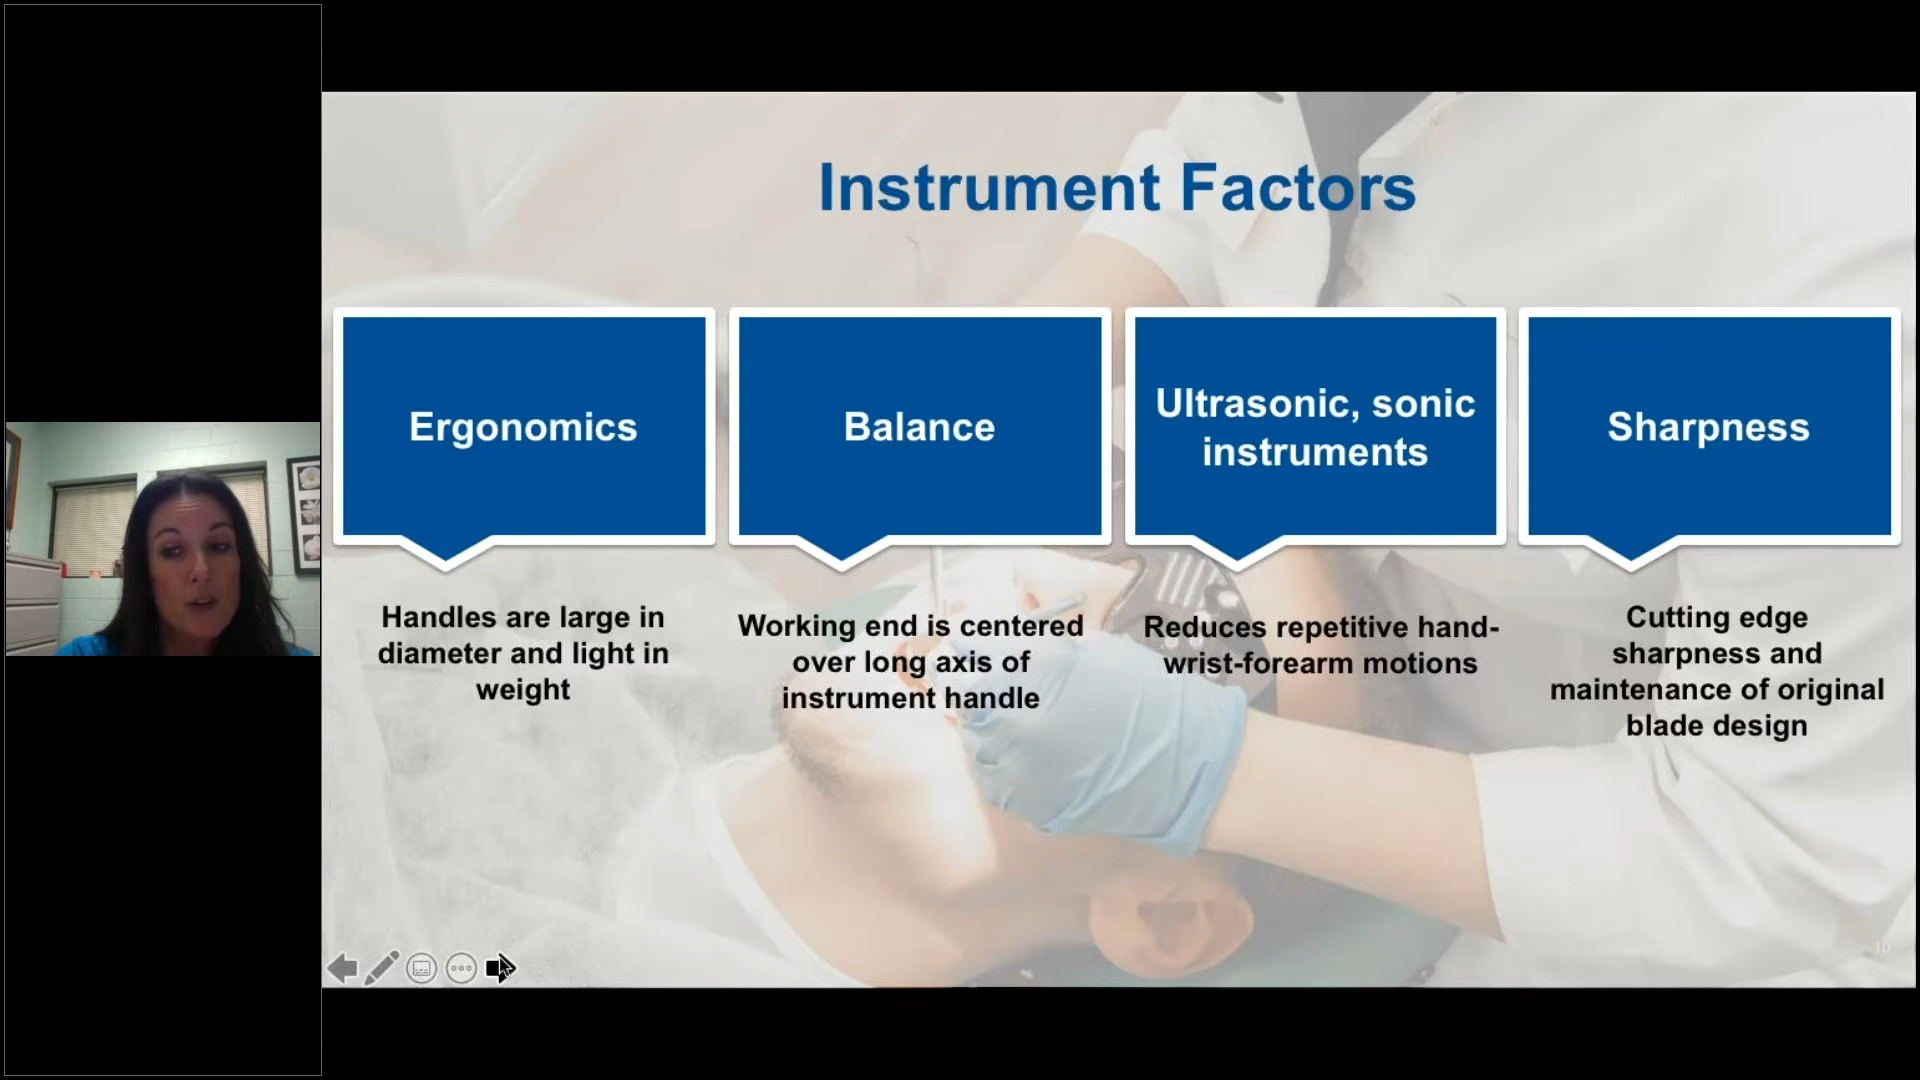 Instrument Factors
Ergonomics
Handles are large in
diameter and light in
weight
Balance
Working end is centered
over long axis of
instrument handle
Ultrasonic, sonic
instruments
Reduces repetitive hand-
wrist-forearm motions
Sharpness
Cutting edge
sharpness and
maintenance of original
blade design
10